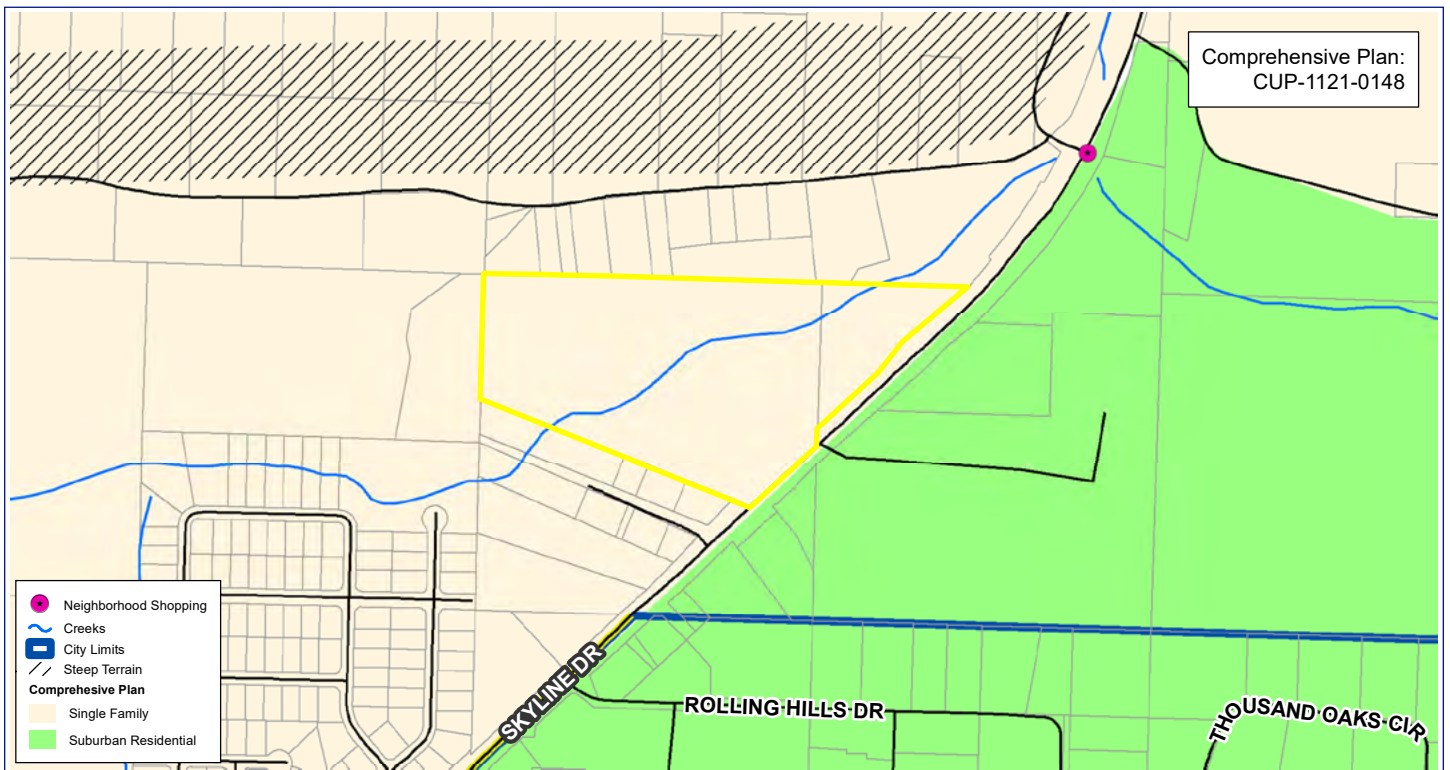 Comprehensive Plan:
CUP-1121-0148
Neighborhood Shopping
Creeks
City Limits
Steep Terrain
Comprehesive Plan
Single Family
Suburban Residential
SKYLINE DR
ROLLING HILLS DR
THOUSAND OAKS CIR